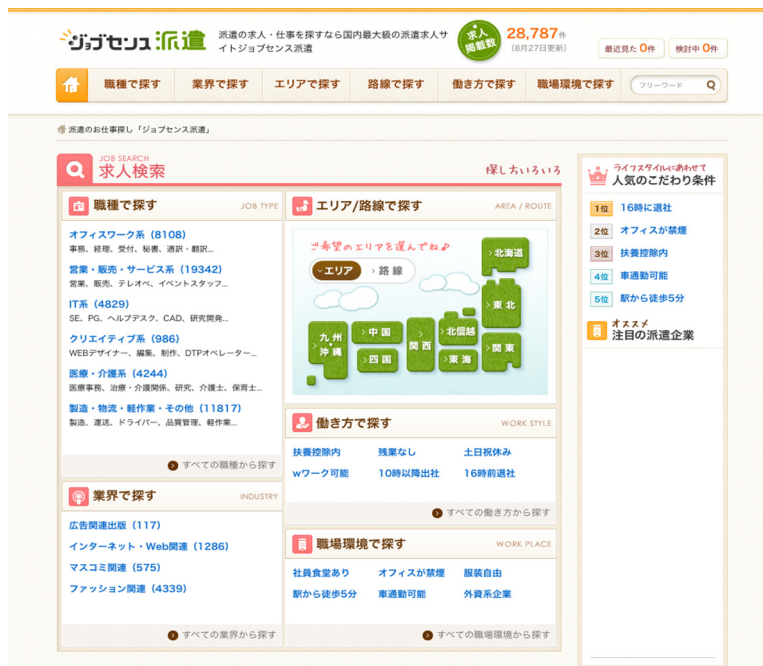 ジョブセンス派遣
派遣の求人・仕事を探すなら国内最大級の派遣求人サ
イトジョブセンス派遣
求人
掲載数
28,787件
(8月27日更新)
最近見た 0件
検討中 0件
職種で探す
業界で探す
エリアで探す
路線で探す
働き方で探す
職場環境で探す
フリーワード
派遣のお仕事探し「ジョブセンス派遣」
JOB SEARCH
求人検索
探し方いろいろ
職種で探す
JOB TYPE
オフィスワーク系（8108）
事務、経理、受付、秘書、通訳・翻訳...
営業・販売・サービス系（19342）
営業、販売、テレオペ、イベントスタッフ...
IT系（4829）
SE、PG、ヘルプデスク、CAD、研究開発...
クリエイティブ系（986）
WEBデザイナー、編集、制作、DTPオペレーター...
医療・介護系（4244）
医療事務、治療・介護関係、研究、介護士、保育士...
製造・物流・軽作業・その他（11817）
製造、運送、ドライバー、品質管理、軽作業...
すべての職種から探す
業界で探す
INDUSTRY
広告関連出版（117）
インターネット・Web関連（1286）
マスコミ関連（575）
ファッション関連（4339）
すべての業界から探す
エリア/路線で探す
AREA / ROUTE
ご希望のエリアを選んでね♪
エリア
路線
北海道
東北
北信越
関東
東海
関西
中国
四国
九州
・
沖縄
働き方で探す
WORK STYLE
扶養控除内
残業なし
土日祝休み
wワーク可能
10時以降出社
16時前退社
すべての働き方から探す
職場環境で探す
WORK PLACE
社員食堂あり
オフィスが禁煙
服装自由
駅から徒歩5分
車通勤可能
外資系企業
すべての職場環境から探す
ライフスタイルにあわせて
人気のこだわり条件
1位 16時に退社
2位 オフィスが禁煙
3位 扶養控除内
4位 車通勤可能
5位 駅から徒歩5分
オススメ
注目の派遣企業